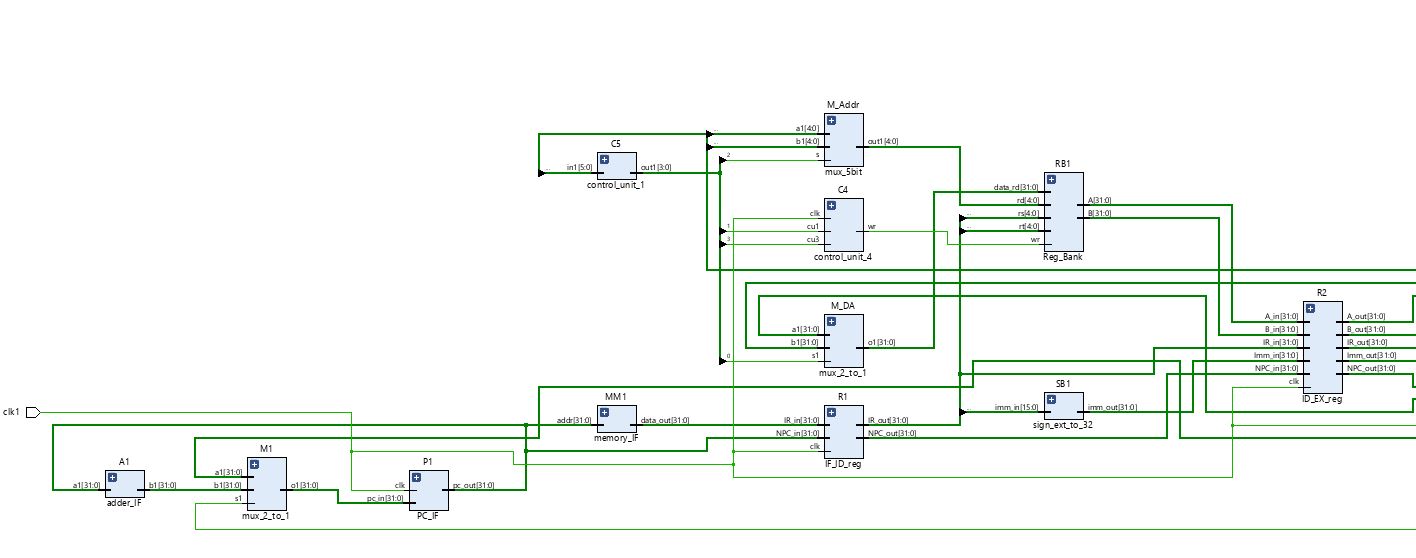 M_Addr
a1[4:0]
b1[4:0]
s
out1[4:0]
mux_5bit
2
C5
in1[5:0]
out1[3:0]
control_unit_1
C4
clk
cu1
cu3
wr
control_unit_4
1
3
RB1
data_rd[31:0]
rd[4:0]
rs[4:0]
rt[4:0]
wr
A[31:0]
B[31:0]
Reg_Bank
M_DA
a1[31:0]
b1[31:0]
s1
o1[31:0]
mux_2_to_1
0
R2
A_in[31:0]
B_in[31:0]
IR_in[31:0]
Imm_in[31:0]
NPC_in[31:0]
clk
A_out[31:0]
B_out[31:0]
IR_out[31:0]
Imm_out[31:0]
NPC_out[31:0]
ID_EX_reg
SB1
imm_in[15:0]
imm_out[31:0]
sign_ext_to_32
clk1
MM1
addr[31:0]
data_out[31:0]
memory_IF
R1
IR_in[31:0]
NPC_in[31:0]
clk
IR_out[31:0]
NPC_out[31:0]
IF_ID_reg
A1
a1[31:0]
b1[31:0]
adder_IF
M1
a1[31:0]
b1[31:0]
s1
o1[31:0]
mux_2_to_1
P1
clk
pc_in[31:0]
pc_out[31:0]
PC_IF